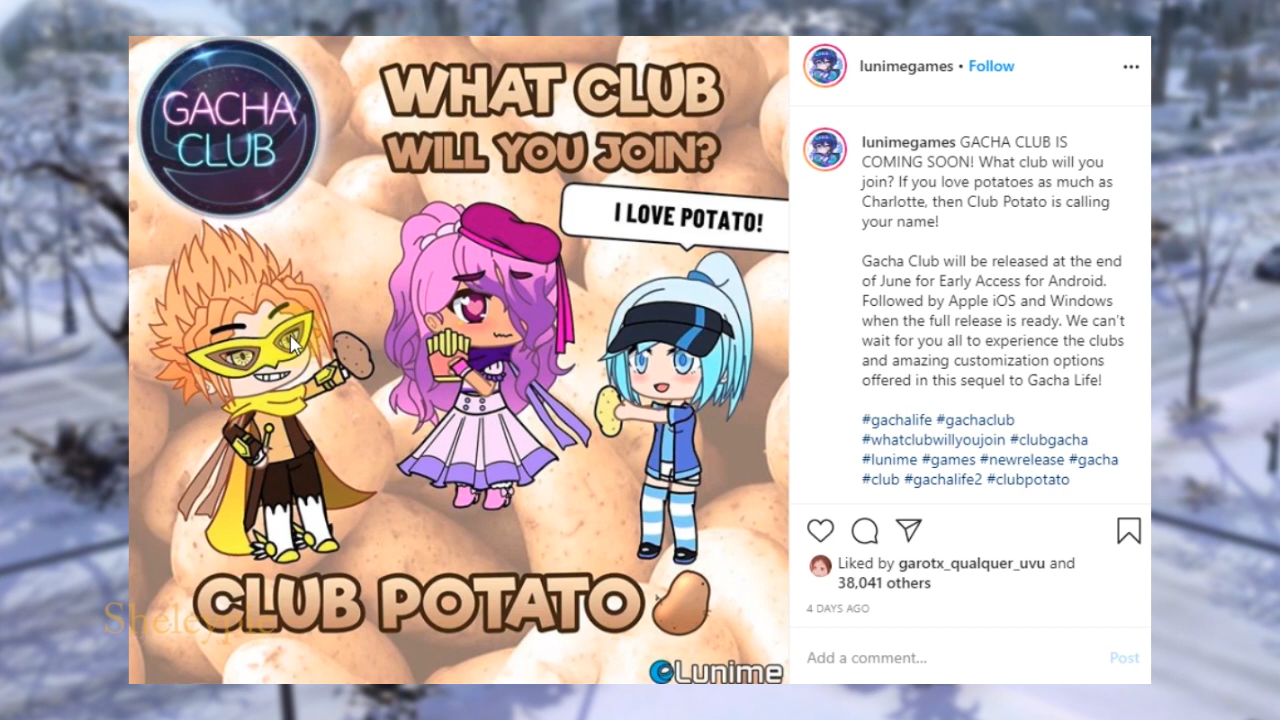 GACHA
CLUB
WHAT CLUB
WILL YOU JOIN?
I LOVE POTATO!
CLUB POTATO
Sheleypie
Lunime
lunimegames • Follow
lunimegames GACHA CLUB IS
COMING SOON! What club will you
join? If you love potatoes as much as
Charlotte, then Club Potato is calling
your name!
Gacha Club will be released at the end
of June for Early Access for Android.
Followed by Apple iOS and Windows
when the full release is ready. We can't
wait for you all to experience the clubs
and amazing customization options
offered in this sequel to Gacha Life!
#gachalife #gachaclub
#whatclubwillyoujoin #clubgacha
#lunime #games #newrelease #gacha
#club #gachalife2 #clubpotato
Liked by garotx_qualquer_uvu and
38,041 others
4 DAYS AGO
Add a comment...
Post